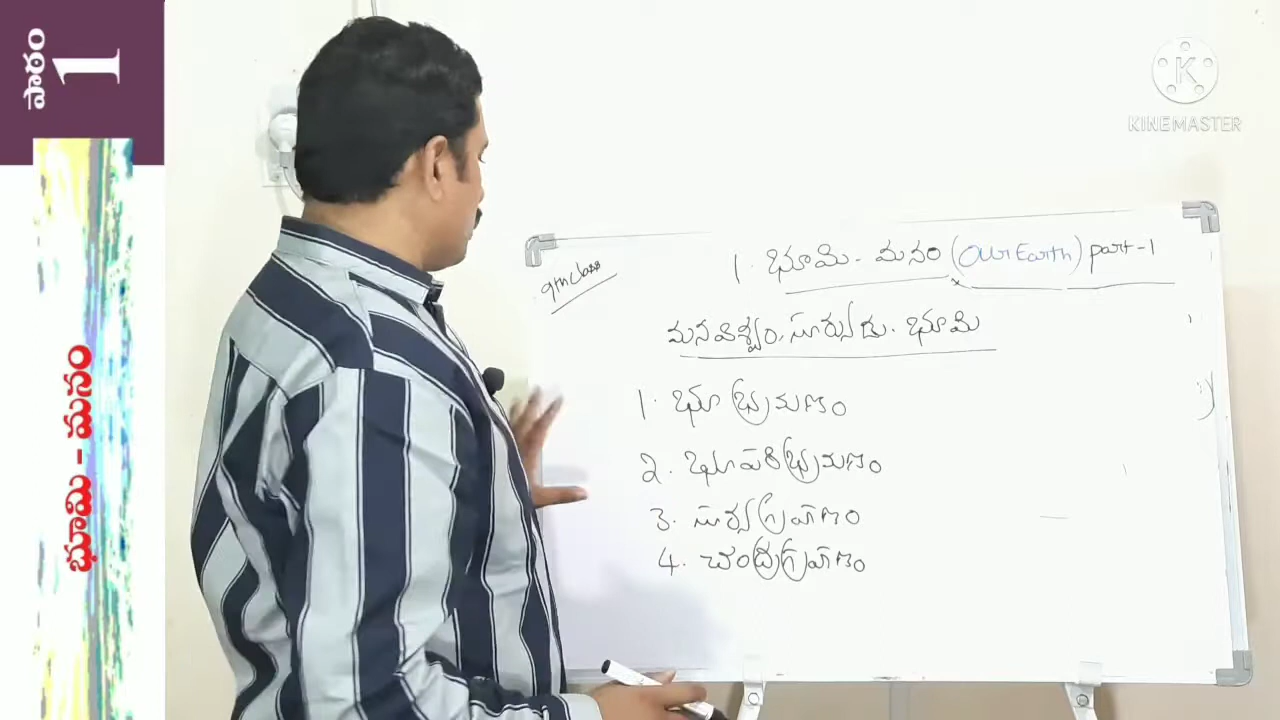 పాఠం
1
భూమి - మనం
KINEMASTER
9th class
1. భూమి - మనం (Our Earth) part-1
మనవిశ్వం, సూర్యుడు. భూమి
1. భూభ్రమణం
2. భూపరిభ్రమణం
3. సూర్యగ్రహణం
4. చంద్రగ్రహణం